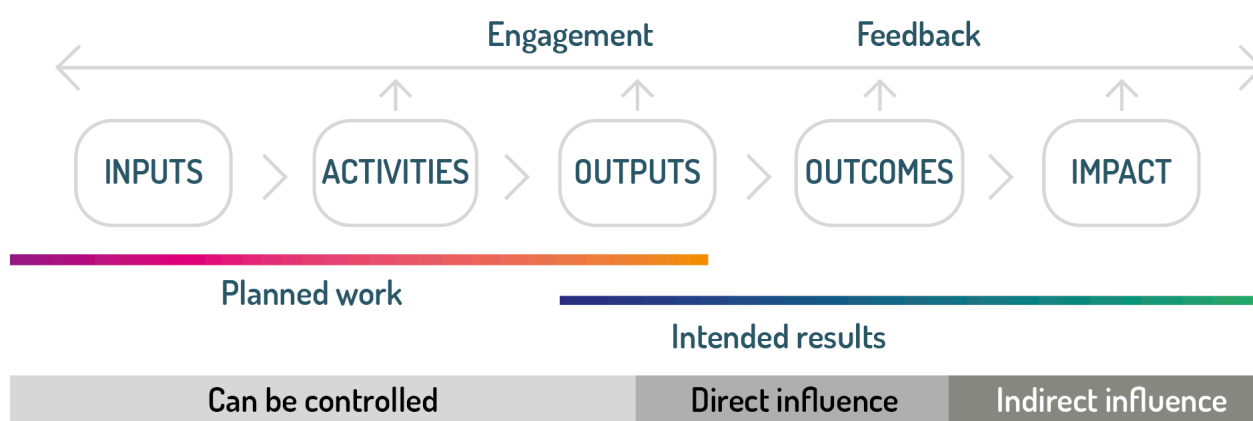 Engagement Feedback
INPUTS ACTIVITIES OUTPUTS OUTCOMES IMPACT
Planned work
Intended results
Can be controlled Direct influence Indirect influence